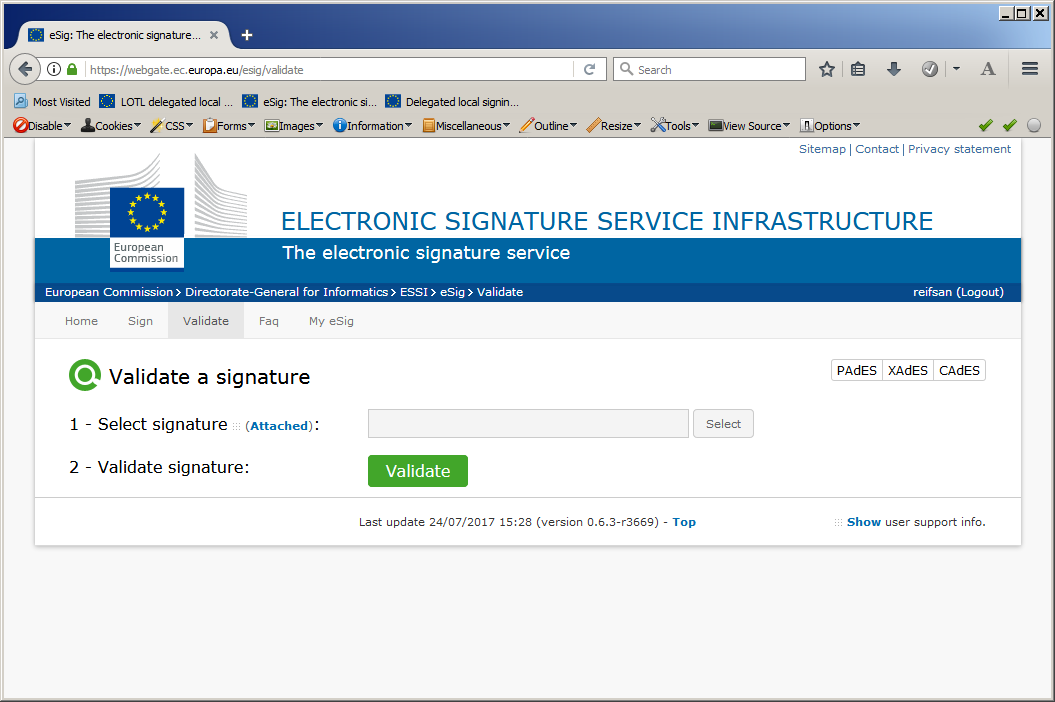 eSig: The electronic signature...
https://webgate.ec.europa.eu/esig/validate
Search
Most Visited LOTL delegated local ... eSig: The electronic si... Delegated local signin...
Disable Cookies CSS Forms Images Information Miscellaneous Outline Resize Tools View Source Options
Sitemap | Contact | Privacy statement
European
Commission
ELECTRONIC SIGNATURE SERVICE INFRASTRUCTURE
The electronic signature service
European Commission > Directorate-General for Informatics > ESSI > eSig > Validate reifsan (Logout)
Home Sign Validate Faq My eSig
Validate a signature
PAdES XAdES CAdES
1 - Select signature (Attached):
Select
2 - Validate signature:
Validate
Last update 24/07/2017 15:28 (version 0.6.3-r3669) - Top
Show user support info.